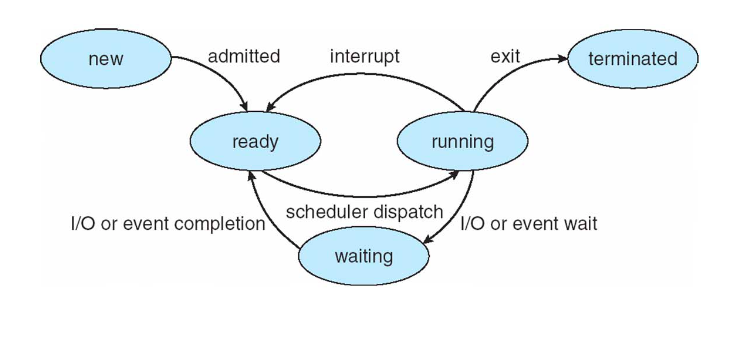 new
admitted
interrupt
exit
terminated
ready
running
scheduler dispatch
I/O or event completion
I/O or event wait
waiting